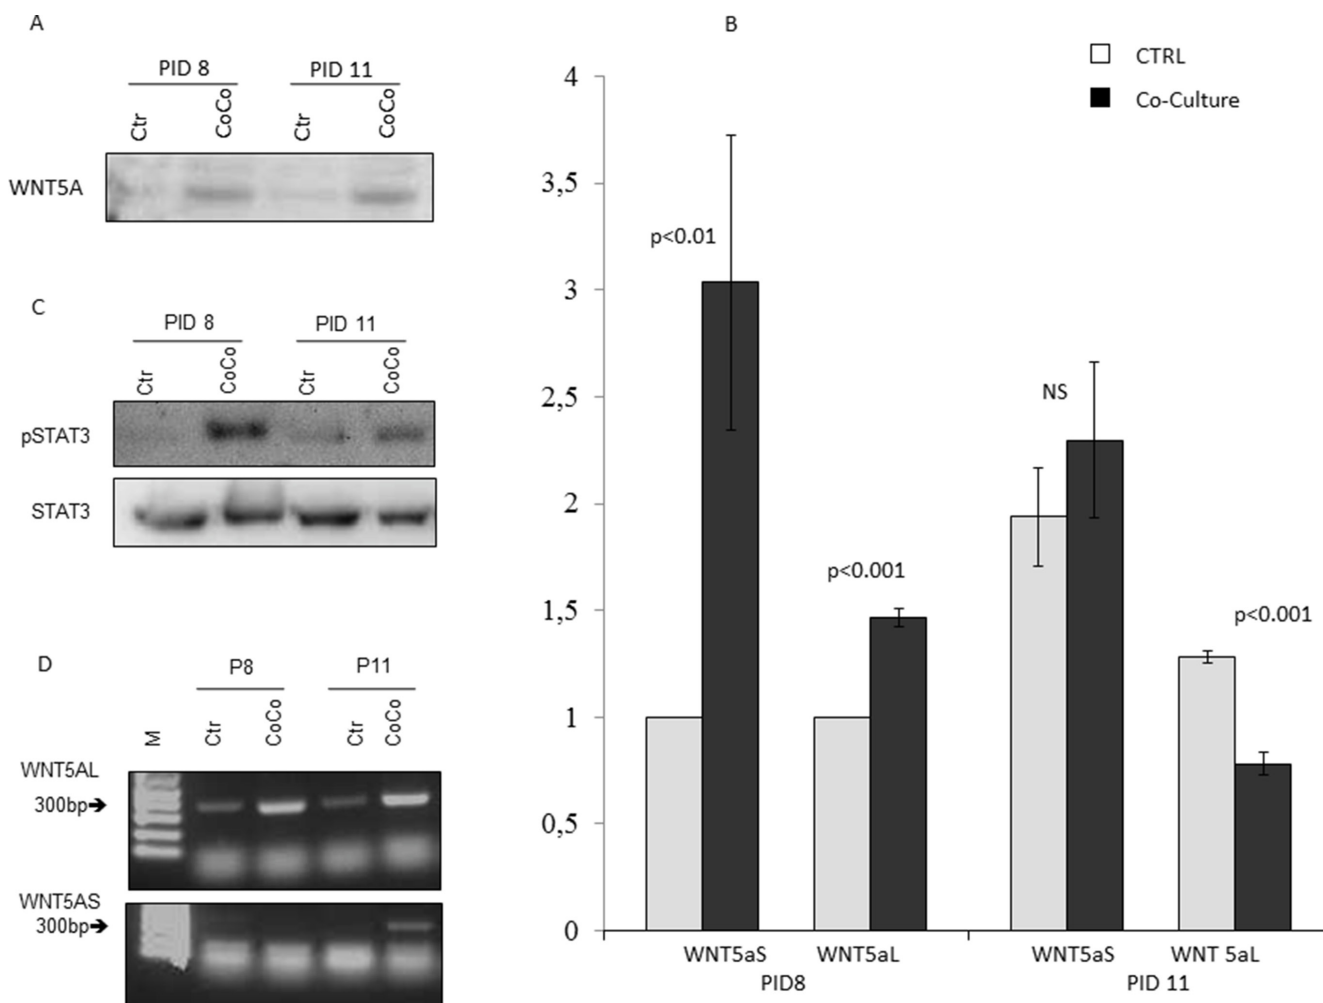 A
PID 8 PID 11
Ctr CoCo Ctr CoCo
WNT5A
C
PID 8 PID 11
Ctr CoCo Ctr CoCo
pSTAT3
STAT3
D
P8 P11
M Ctr CoCo Ctr CoCo
WNT5AL
300bp➔
WNT5AS
300bp➔
B
CTRL
Co-Culture
4
3,5
3
2,5
2
1,5
1
0,5
0
p<0.01
p<0.001
NS
p<0.001
WNT5aS WNT5aL WNT5aS WNT 5aL
PID8 PID 11